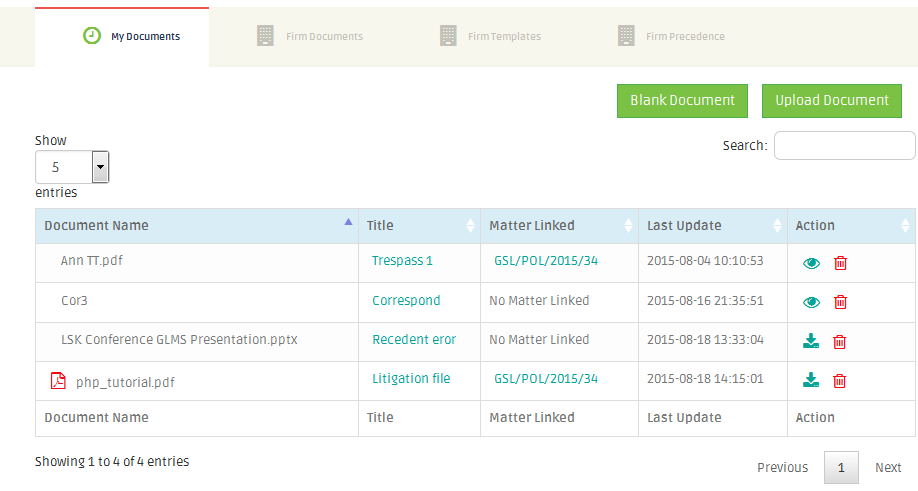 My Documents Firm Documents Firm Templates Firm Precedence
Blank Document Upload Document
Show
5
entries
Search:
Document Name Title Matter Linked Last Update Action
Ann TT.pdf Trespass 1 GSL/POL/2015/34 2015-08-04 10:10:53
Cor3 Correspond No Matter Linked 2015-08-16 21:35:51
LSK Conference GLMS Presentation.pptx Recedent eror No Matter Linked 2015-08-18 13:33:04
php_tutorial.pdf Litigation file GSL/POL/2015/34 2015-08-18 14:15:01
Document Name Title Matter Linked Last Update Action
Showing 1 to 4 of 4 entries
Previous 1 Next